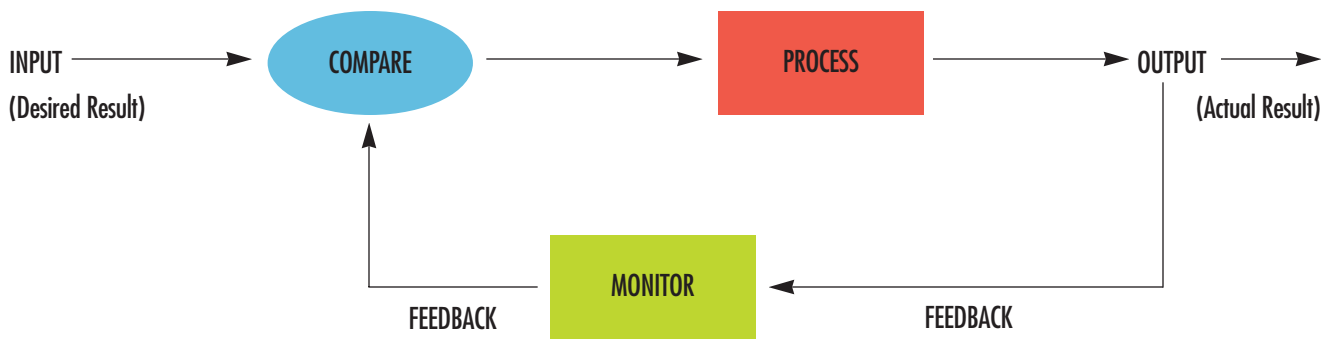 INPUT
(Desired Result)
COMPARE
PROCESS
OUTPUT
(Actual Result)
MONITOR
FEEDBACK
FEEDBACK